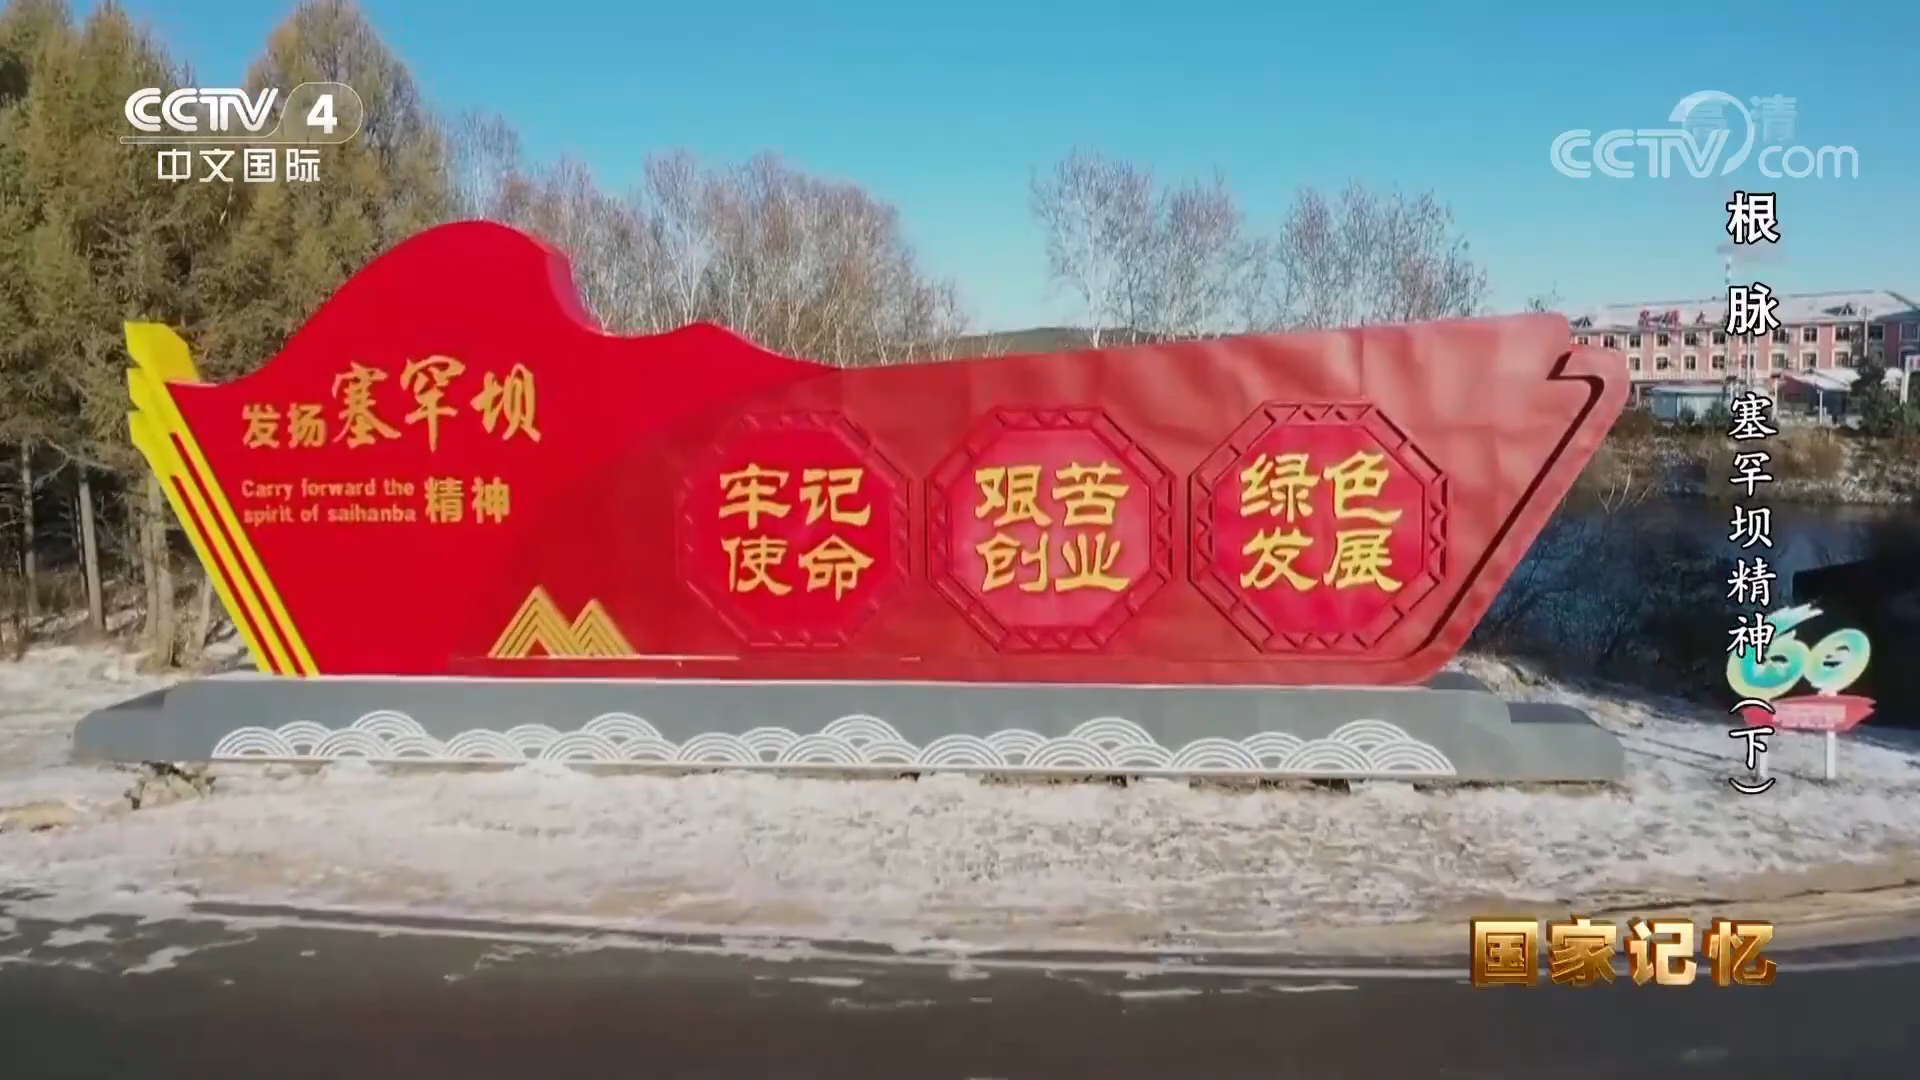 CCTV 4
中文国际
高清
CCTV.com
根脉 塞罕坝精神（下）
发扬塞罕坝
Carry forward the
spirit of saihanba
精神
牢记
使命
艰苦
创业
绿色
发展
60
国家记忆